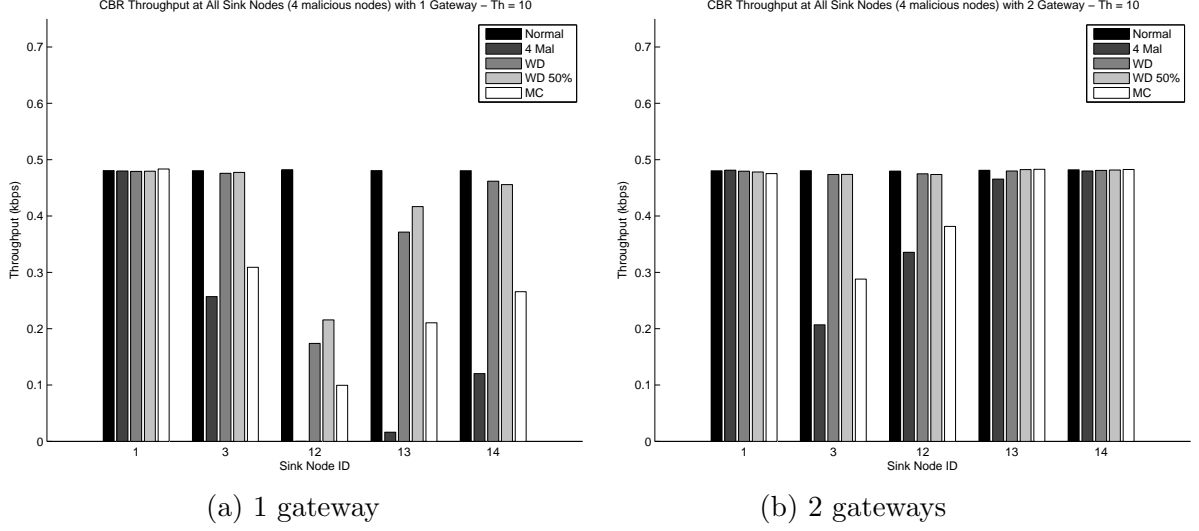 CBR Throughput at All Sink Nodes (4 malicious nodes) with 1 Gateway – Th = 10
0.7
0.6
0.5
0.4
0.3
0.2
0.1
0
Throughput (kbps)
Normal
4 Mal
WD
WD 50%
MC
1 3 12 13 14
Sink Node ID
(a) 1 gateway
CBR Throughput at All Sink Nodes (4 malicious nodes) with 2 Gateway – Th = 10
0.7
0.6
0.5
0.4
0.3
0.2
0.1
0
Throughput (kbps)
Normal
4 Mal
WD
WD 50%
MC
1 3 12 13 14
Sink Node ID
(b) 2 gateways